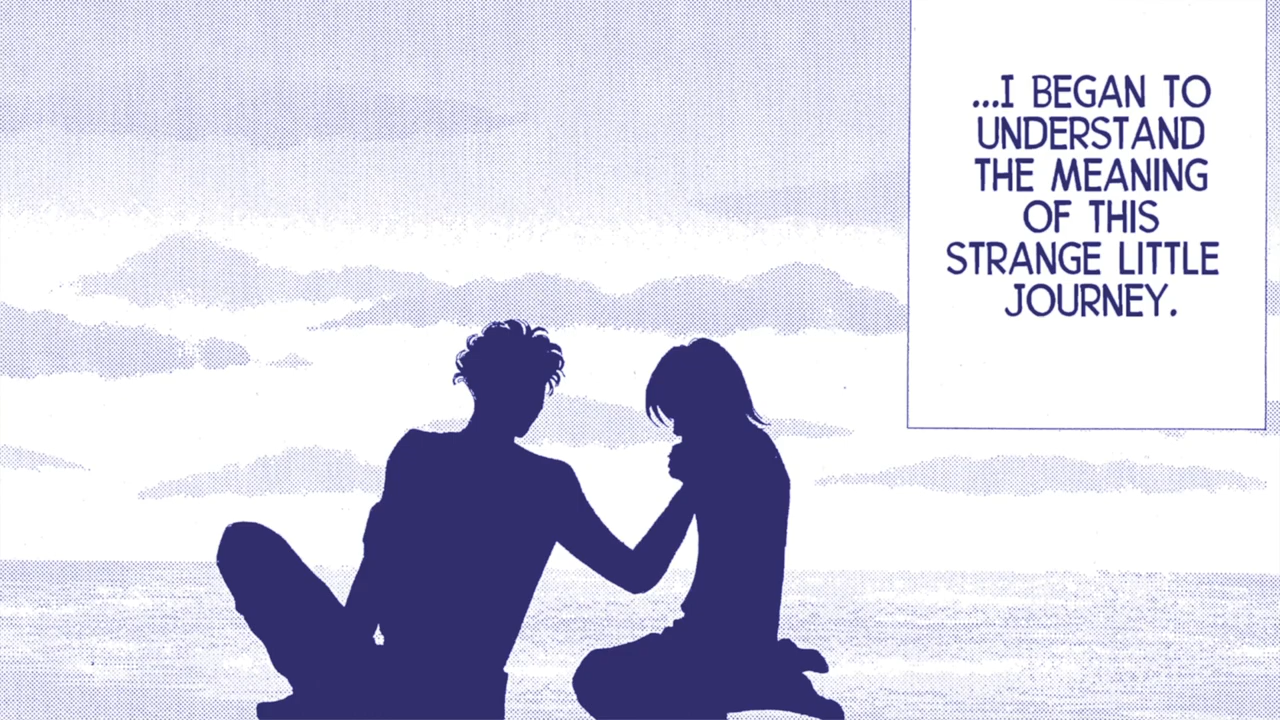 ...I BEGAN TO
UNDERSTAND
THE MEANING
OF THIS
STRANGE LITTLE
JOURNEY.